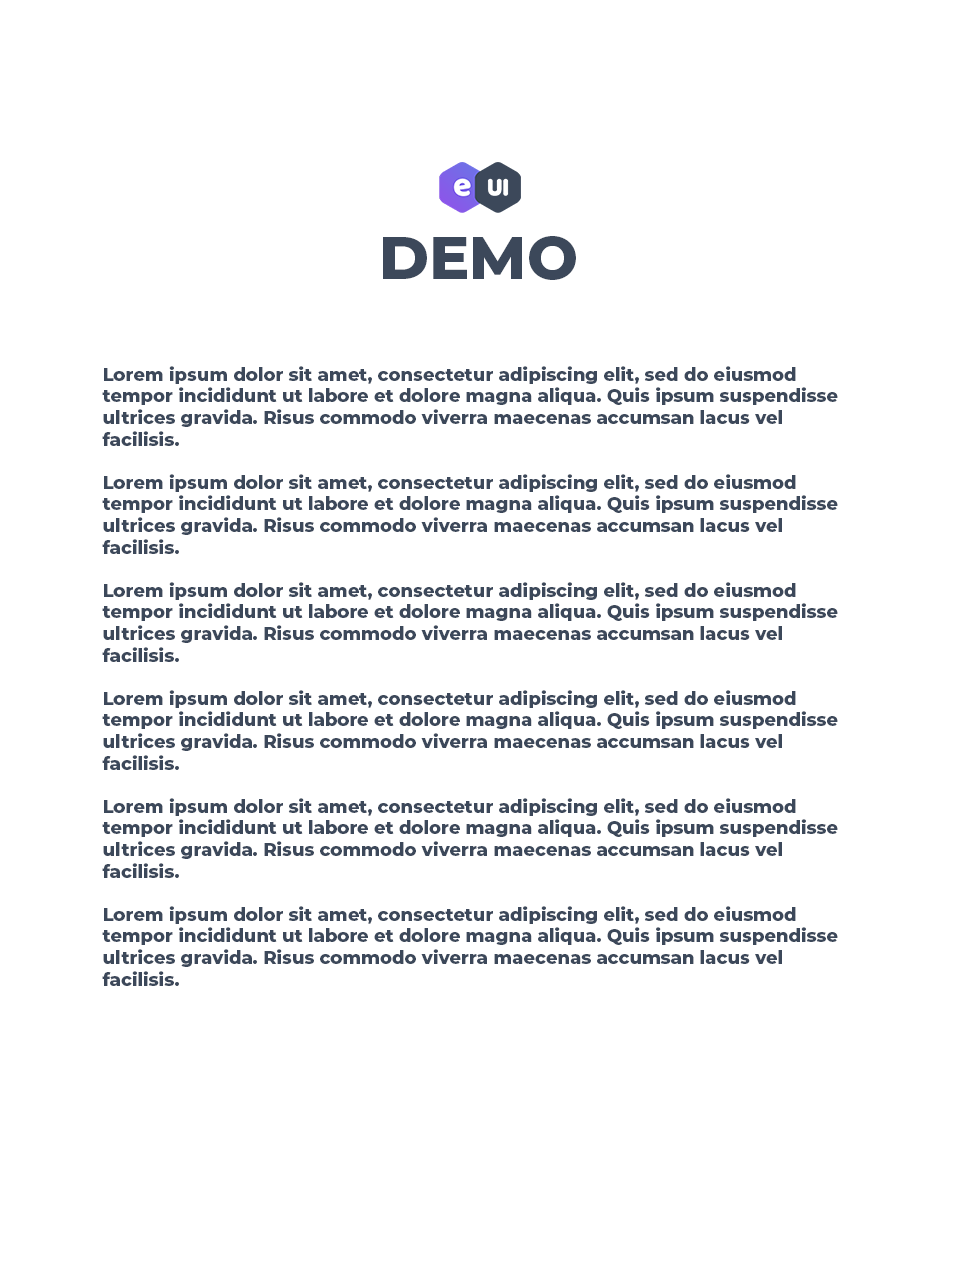 e UI
DEMO
Lorem ipsum dolor sit amet, consectetur adipiscing elit, sed do eiusmod
tempor incididunt ut labore et dolore magna aliqua. Quis ipsum suspendisse
ultrices gravida. Risus commodo viverra maecenas accumsan lacus vel
facilisis.
Lorem ipsum dolor sit amet, consectetur adipiscing elit, sed do eiusmod
tempor incididunt ut labore et dolore magna aliqua. Quis ipsum suspendisse
ultrices gravida. Risus commodo viverra maecenas accumsan lacus vel
facilisis.
Lorem ipsum dolor sit amet, consectetur adipiscing elit, sed do eiusmod
tempor incididunt ut labore et dolore magna aliqua. Quis ipsum suspendisse
ultrices gravida. Risus commodo viverra maecenas accumsan lacus vel
facilisis.
Lorem ipsum dolor sit amet, consectetur adipiscing elit, sed do eiusmod
tempor incididunt ut labore et dolore magna aliqua. Quis ipsum suspendisse
ultrices gravida. Risus commodo viverra maecenas accumsan lacus vel
facilisis.
Lorem ipsum dolor sit amet, consectetur adipiscing elit, sed do eiusmod
tempor incididunt ut labore et dolore magna aliqua. Quis ipsum suspendisse
ultrices gravida. Risus commodo viverra maecenas accumsan lacus vel
facilisis.
Lorem ipsum dolor sit amet, consectetur adipiscing elit, sed do eiusmod
tempor incididunt ut labore et dolore magna aliqua. Quis ipsum suspendisse
ultrices gravida. Risus commodo viverra maecenas accumsan lacus vel
facilisis.